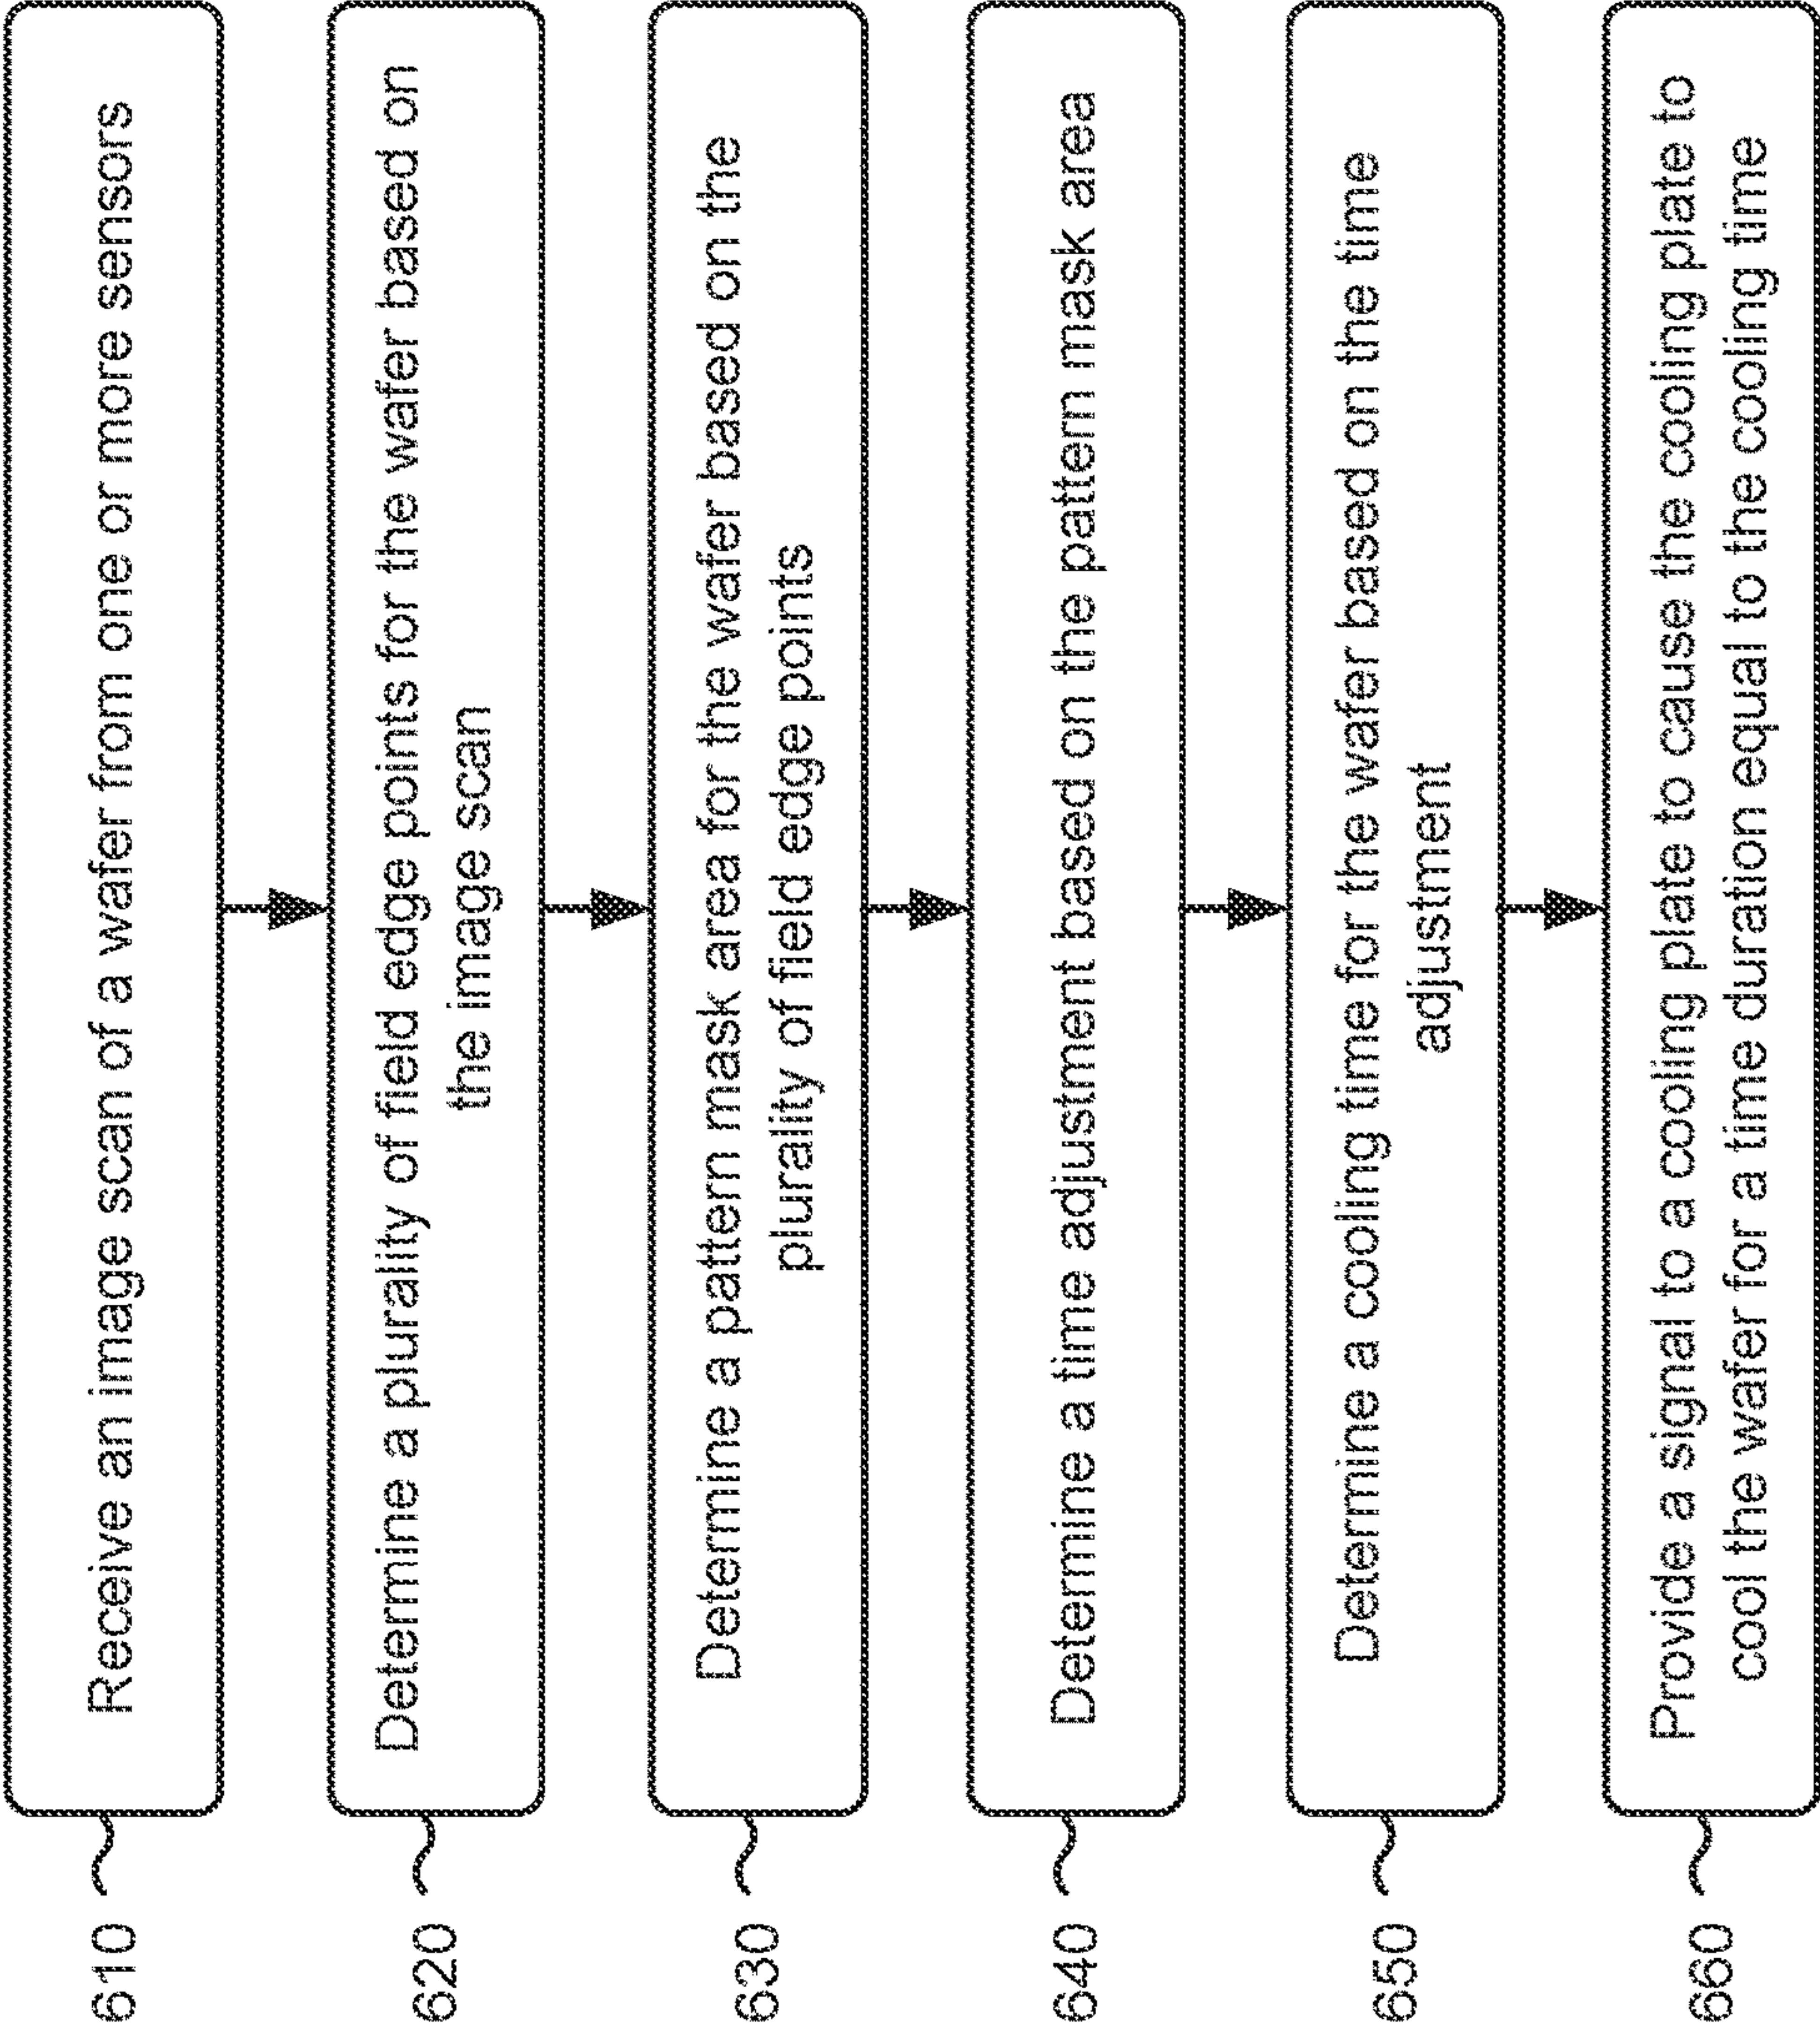 610
Receive an image scan of a wafer from one or more sensors
620
Determine a plurality of field edge points for the wafer based on
the image scan
630
Determine a pattern mask area for the wafer based on the
plurality of field edge points
640
Determine a time adjustment based on the pattern mask area
650
Determine a cooling time for the wafer based on the time
adjustment
660
Provide a signal to a cooling plate to cause the cooling plate to
cool the wafer for a time duration equal to the cooling time